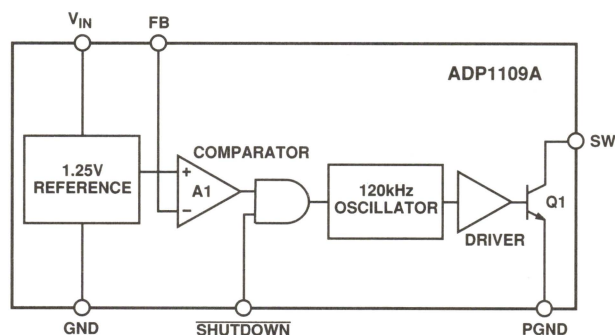 VIN FB
ADP1109A
SW
COMPARATOR
1.25V
REFERENCE
+
A1
−
120kHz
OSCILLATOR
DRIVER
Q1
GND
SHUTDOWN
PGND